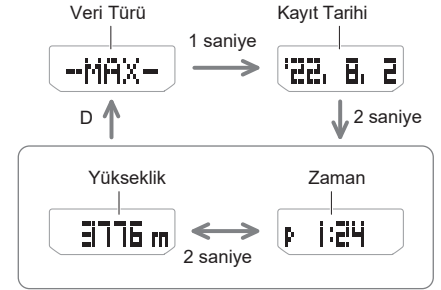 Veri Türü
Kayıt Tarihi
1 saniye
--MAX--
'22. 8. 2
D
2 saniye
Yükseklik
Zaman
3776 m
P 1:24
2 saniye